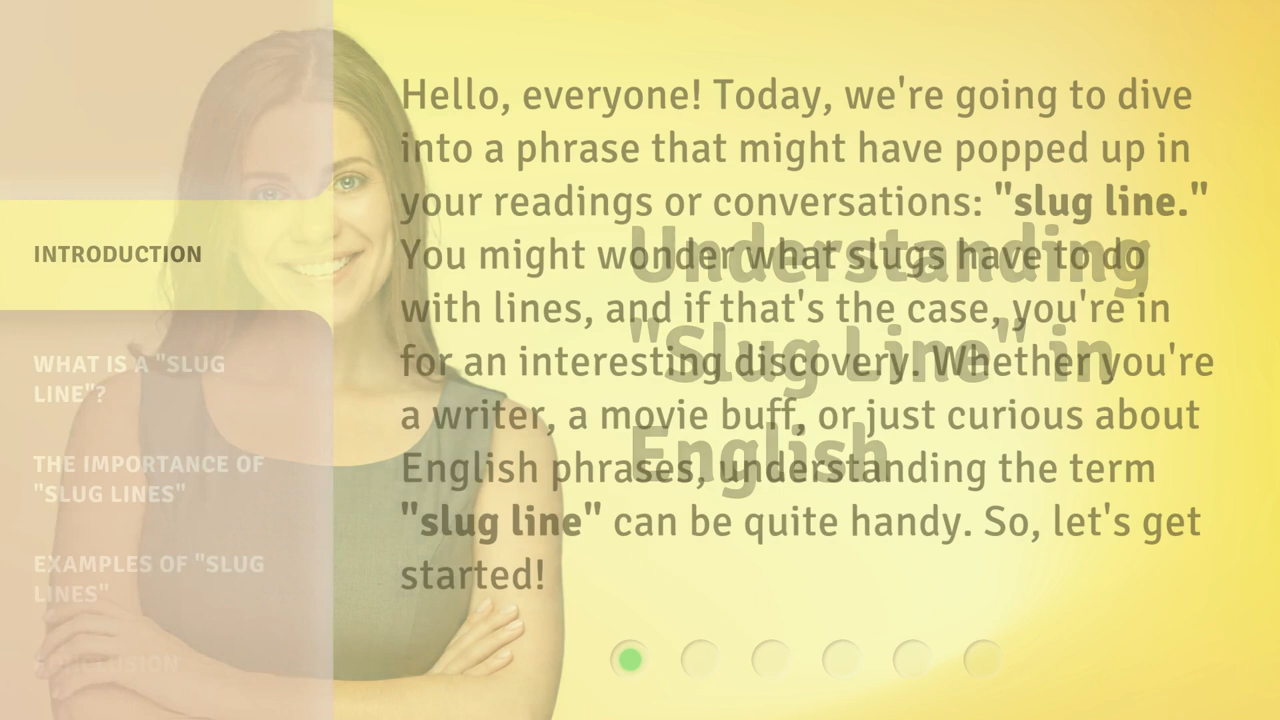 INTRODUCTION
WHAT IS A "SLUG
LINE"?
THE IMPORTANCE OF
"SLUG LINES"
EXAMPLES OF "SLUG
LINES"
CONCLUSION
Hello, everyone! Today, we're going to dive
into a phrase that might have popped up in
your readings or conversations: "slug line."
You might wonder what slugs have to do
with lines, and if that's the case, you're in
for an interesting discovery. Whether you're
a writer, a movie buff, or just curious about
English phrases, understanding the term
"slug line" can be quite handy. So, let's get
started!
Understanding
"Slug Line" in
English